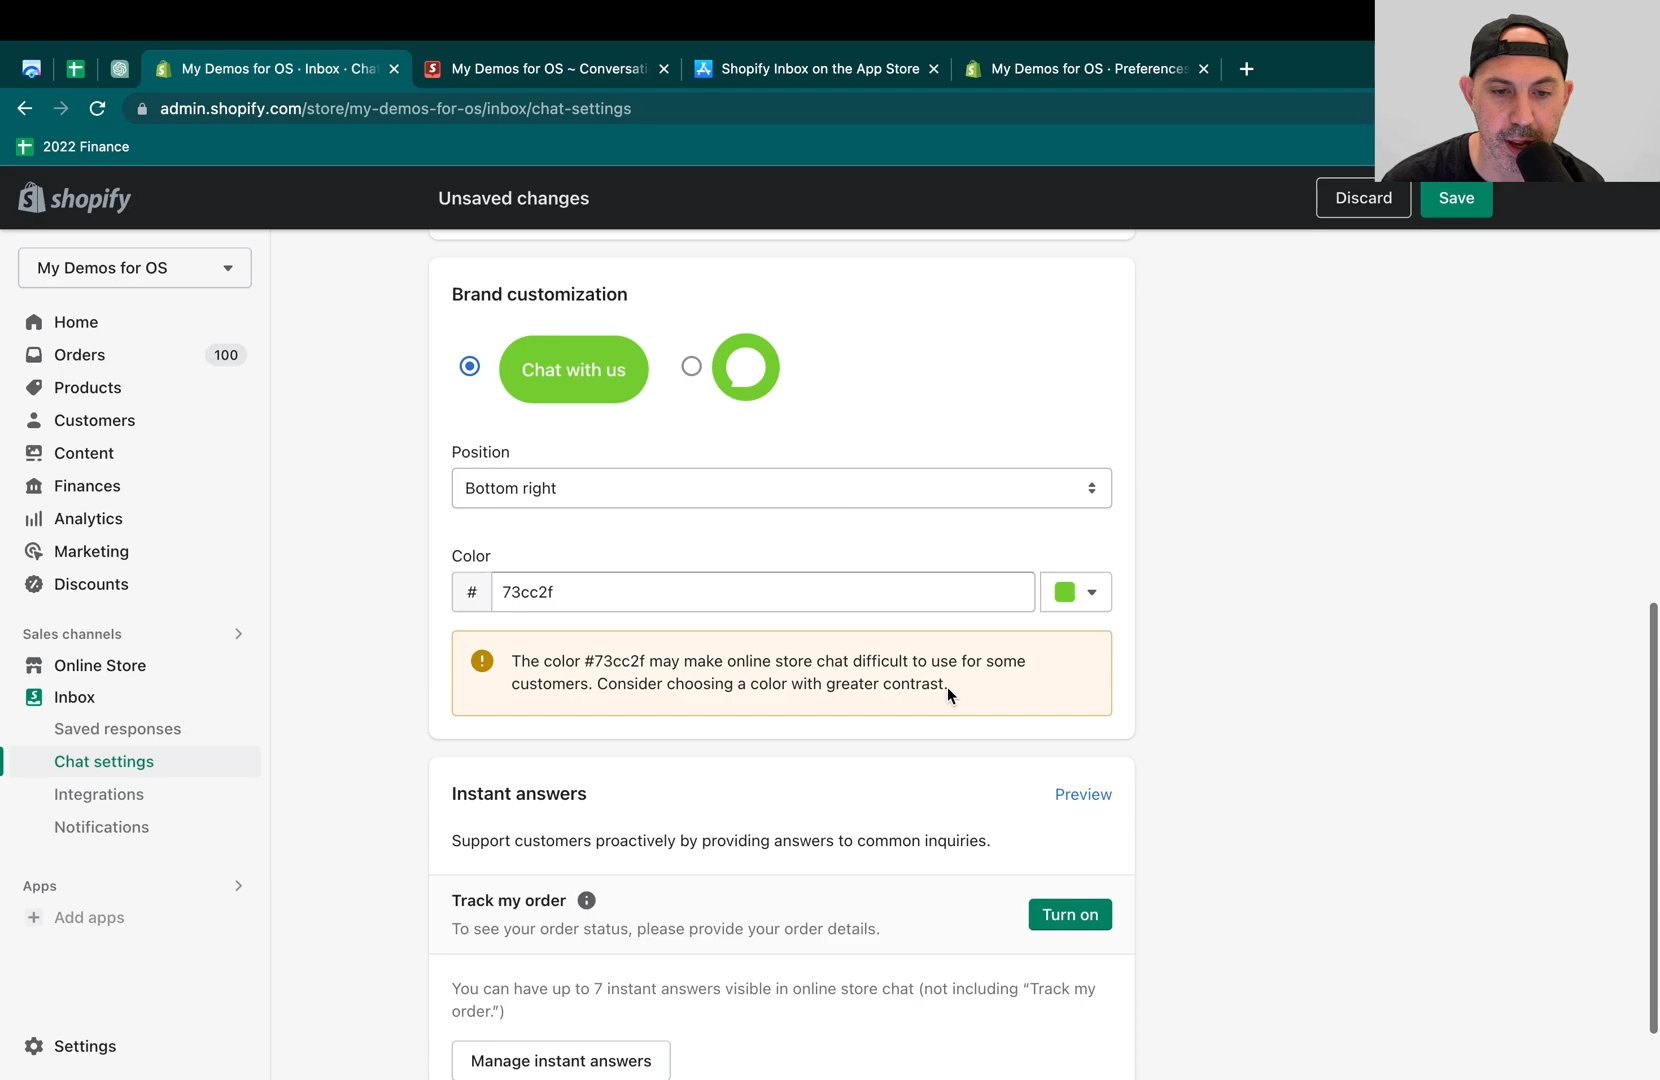 My Demos for OS · Inbox · Cha
My Demos for OS ~ Conversati
Shopify Inbox on the App Store
My Demos for OS · Preferences
admin.shopify.com/store/my-demos-for-os/inbox/chat-settings
2022 Finance
shopify
Unsaved changes
Discard
Save
My Demos for OS
Home
Orders
100
Products
Customers
Content
Finances
Analytics
Marketing
Discounts
Sales channels
Online Store
Inbox
Saved responses
Chat settings
Integrations
Notifications
Apps
Add apps
Settings
Brand customization
Chat with us
Position
Bottom right
Color
# 73cc2f
The color #73cc2f may make online store chat difficult to use for some
customers. Consider choosing a color with greater contrast.
Instant answers
Preview
Support customers proactively by providing answers to common inquiries.
Track my order
To see your order status, please provide your order details.
Turn on
You can have up to 7 instant answers visible in online store chat (not including “Track my
order.”)
Manage instant answers